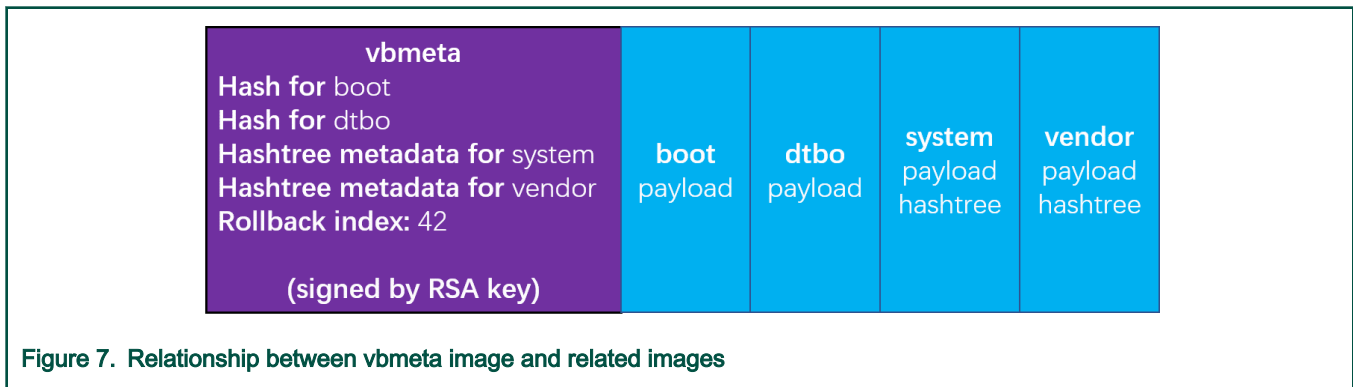 vbmeta
Hash for boot
Hash for dtbo
Hashtree metadata for system
Hashtree metadata for vendor
Rollback index: 42
(signed by RSA key)
boot
payload
dtbo
payload
system
payload
hashtree
vendor
payload
hashtree
Figure 7. Relationship between vbmeta image and related images